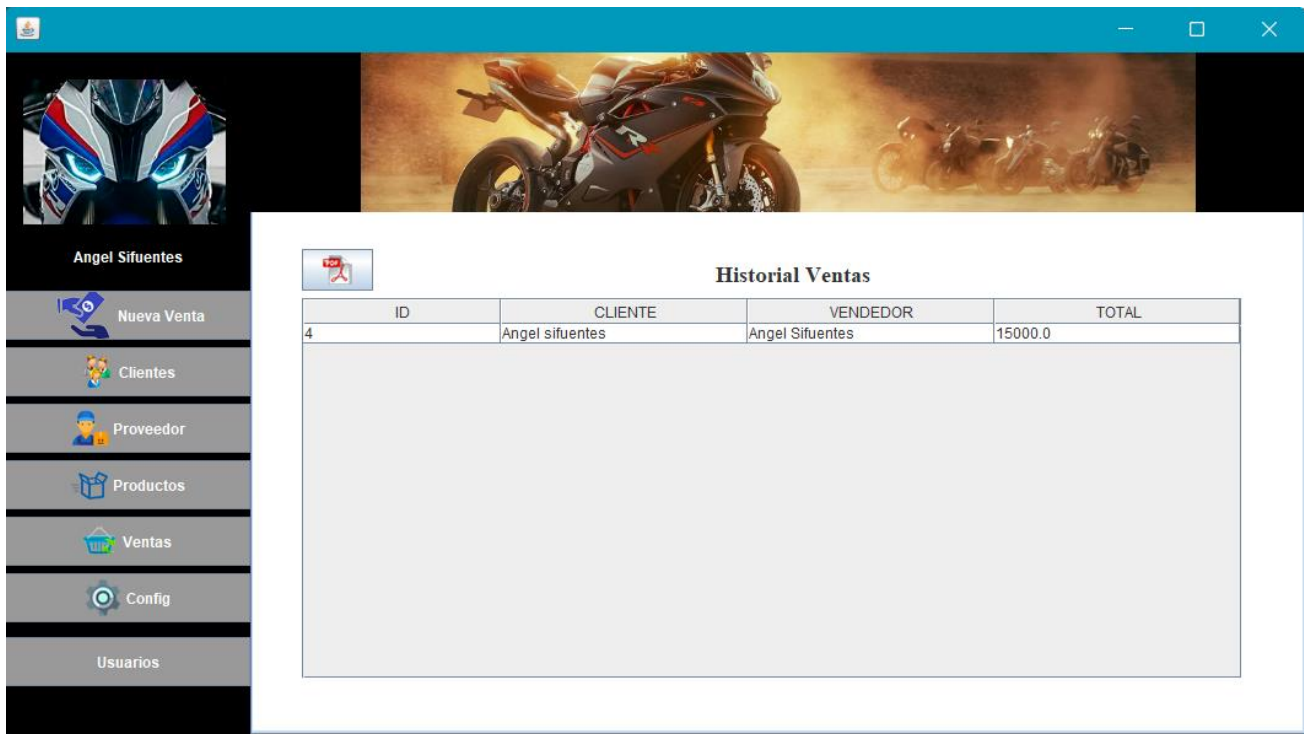 Angel Sifuentes
Nueva Venta
Clientes
Proveedor
Productos
Ventas
Config
Usuarios
PDF
Historial Ventas
ID CLIENTE VENDEDOR TOTAL
4 Angel sifuentes Angel Sifuentes 15000.0